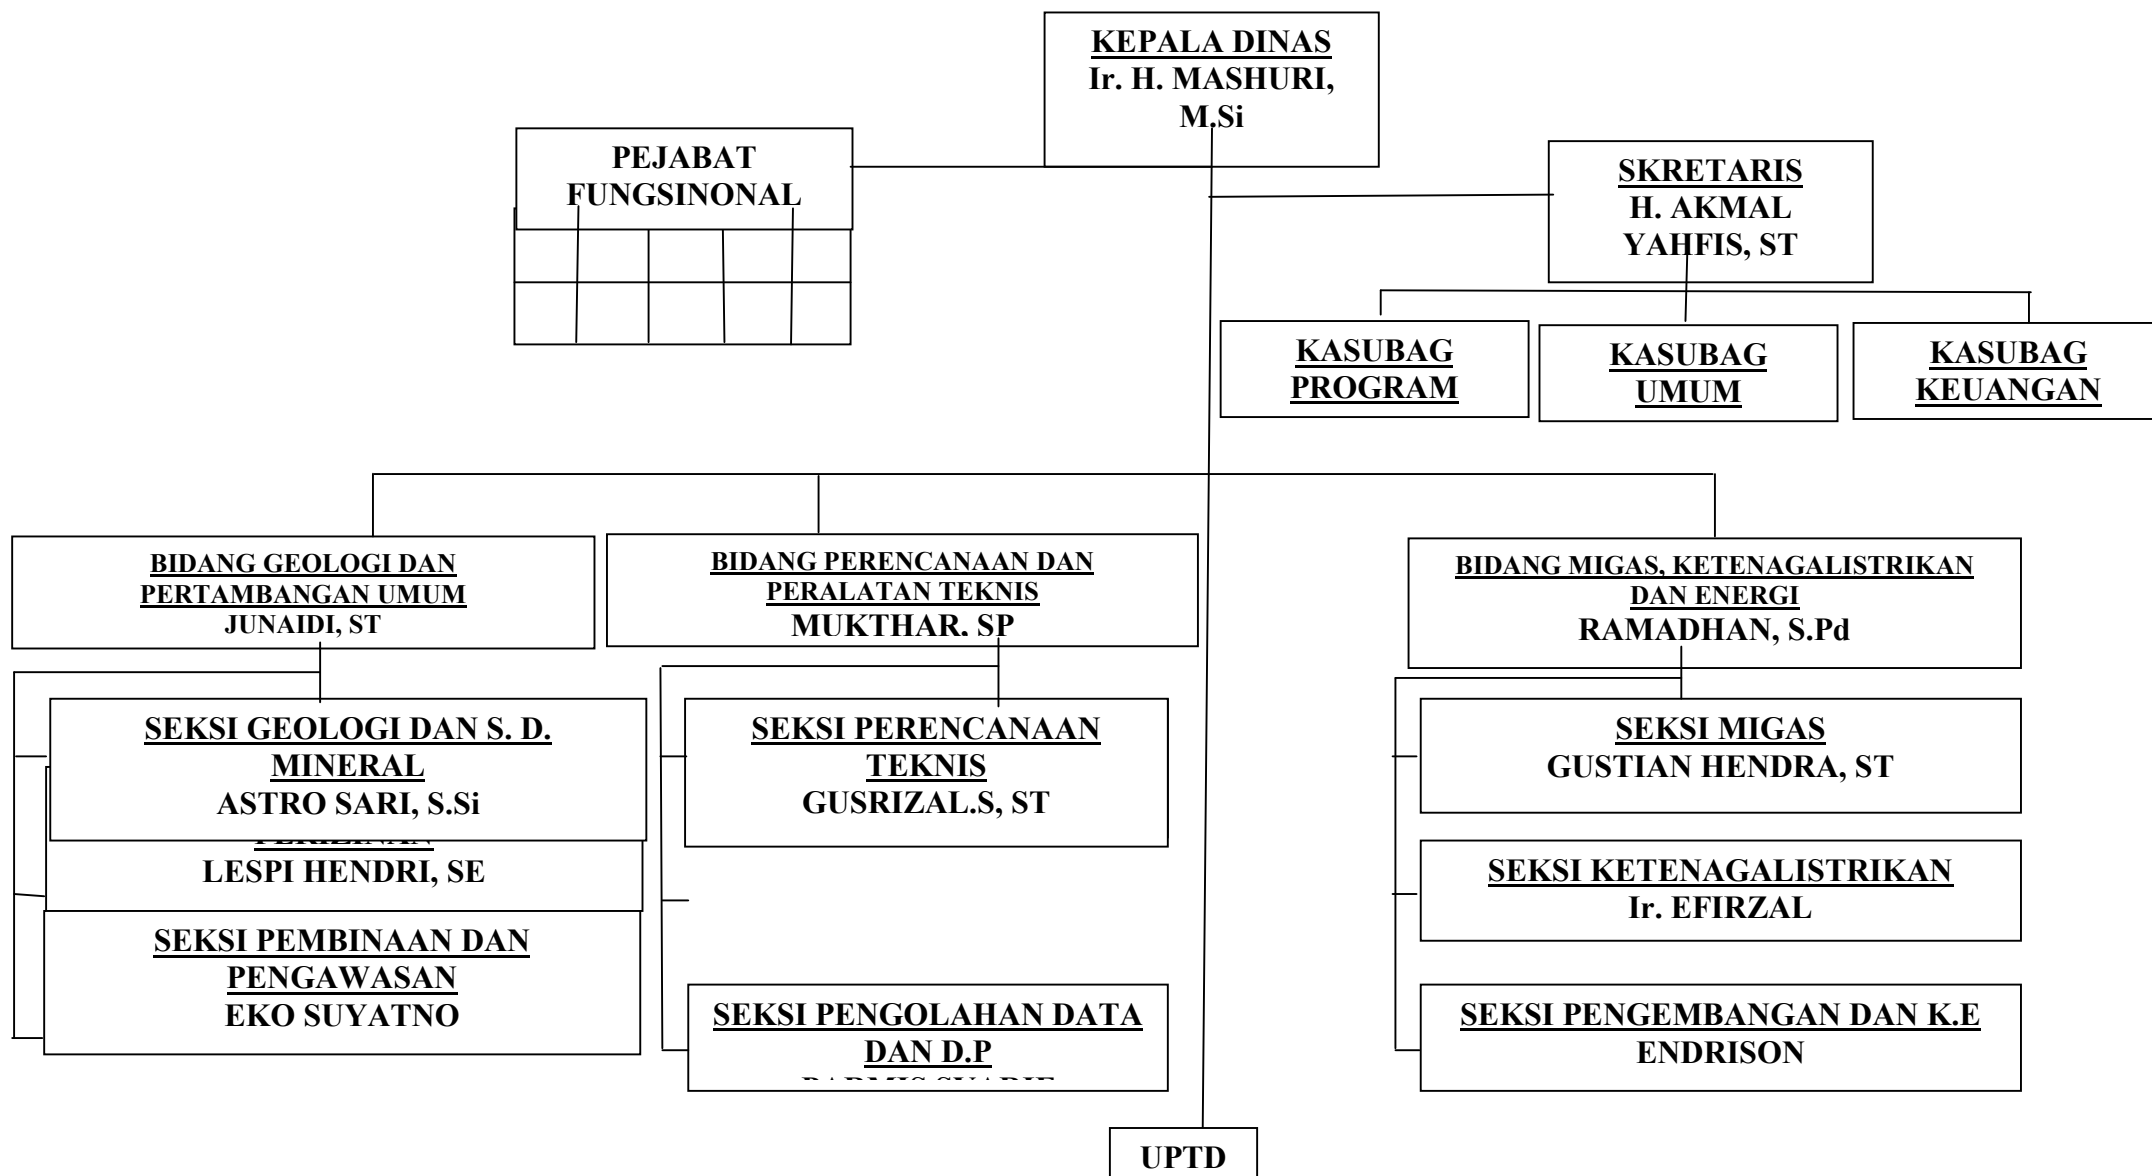 KEPALA DINAS
Ir. H. MASHURI,
M.Si
PEJABAT
FUNGSINONAL
SKRETARIS
H. AKMAL
YAHFIS, ST
KASUBAG
PROGRAM
KASUBAG
UMUM
KASUBAG
KEUANGAN
BIDANG GEOLOGI DAN
PERTAMBANGAN UMUM
JUNAIDI, ST
BIDANG PERENCANAAN DAN
PERALATAN TEKNIS
MUKTHAR, SP
BIDANG MIGAS, KETENAGALISTRIKAN
DAN ENERGI
RAMADHAN, S.Pd
SEKSI GEOLOGI DAN S. D.
MINERAL
ASTRO SARI, S.Si
LESPI HENDRI, SE
SEKSI PEMBINAAN DAN
PENGAWASAN
EKO SUYATNO
SEKSI PERENCANAAN
TEKNIS
GUSRIZAL.S, ST
SEKSI PENGOLAHAN DATA
DAN D.P
SEKSI MIGAS
GUSTIAN HENDRA, ST
SEKSI KETENAGALISTRIKAN
Ir. EFIRZAL
SEKSI PENGEMBANGAN DAN K.E
ENDRISON
UPTD